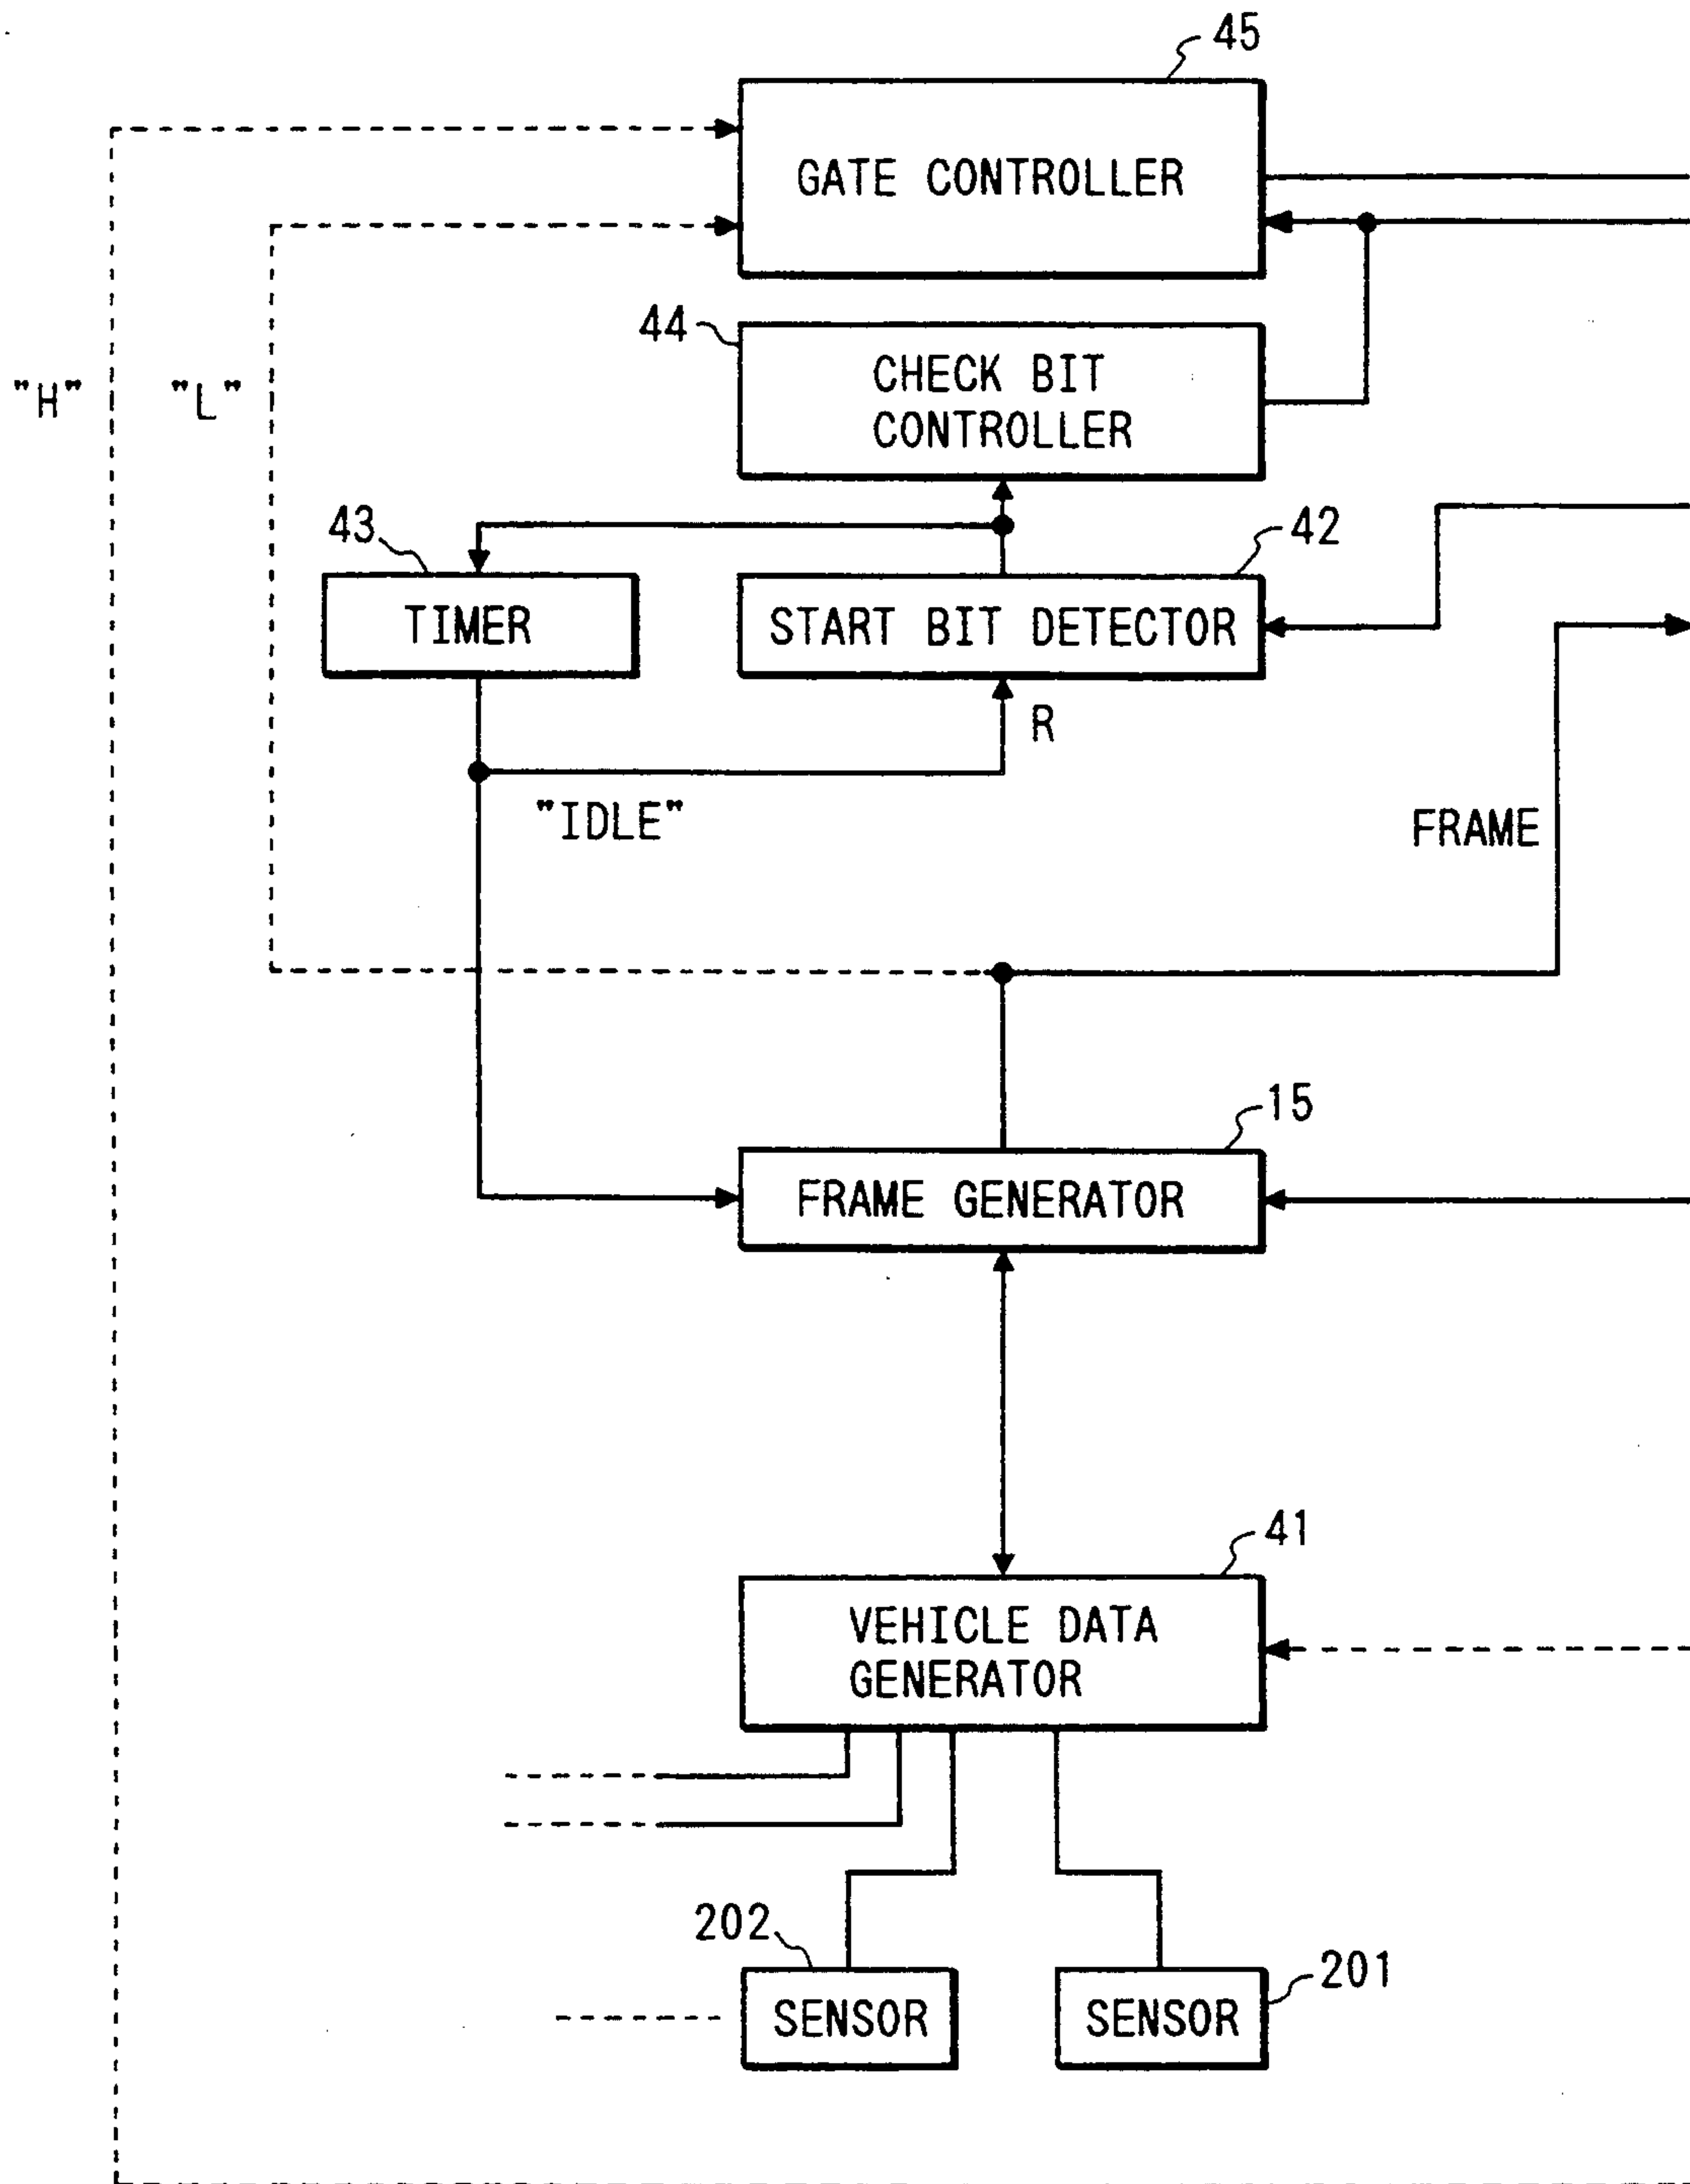 45
GATE CONTROLLER
44
CHECK BIT
CONTROLLER
"H"
"L"
43
42
TIMER
START BIT DETECTOR
R
"IDLE"
FRAME
15
FRAME GENERATOR
41
VEHICLE DATA
GENERATOR
202
201
SENSOR
SENSOR